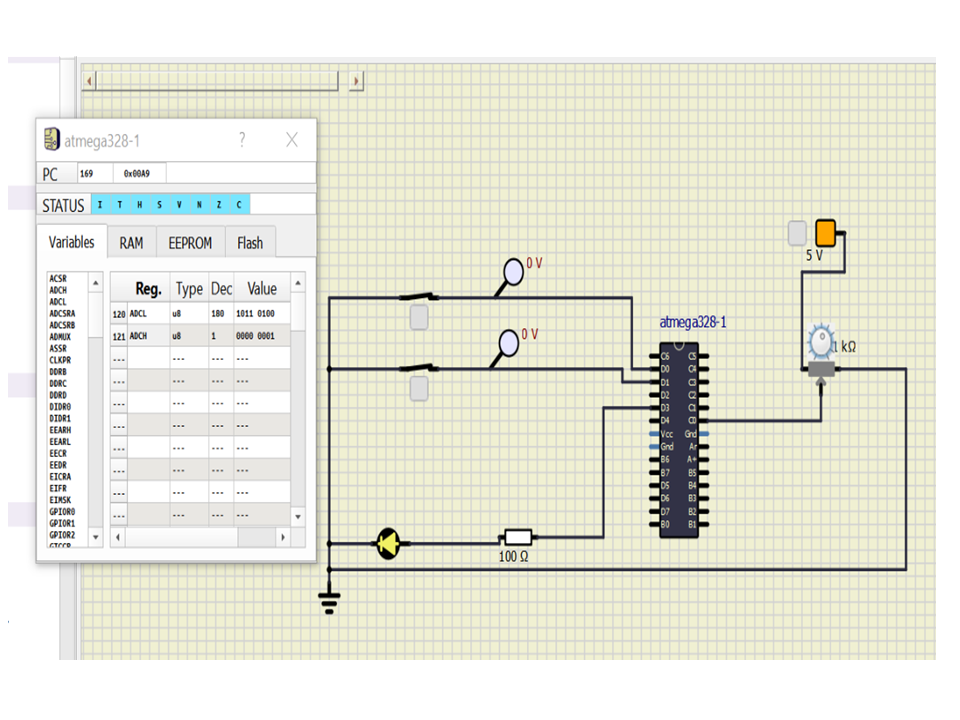 atmega328-1 ? X
PC 169 0x00A9
STATUS I T H S V N Z C
Variables RAM EEPROM Flash
ACSR
ADCH
ADCL
ADCSRA
ADCSRB
ADMUX
ASSR
CLKPR
DDRB
DDRC
DDRD
DIDR0
DIDR1
EEARH
EEARL
EECR
EEDR
EICRA
EIFR
EIMSK
GPIOR0
GPIOR1
GPIOR2
GTCCR
Reg. Type Dec Value
120 ADCL u8 180 1011 0100
121 ADCH u8 1 0000 0001
--- --- --- ---
--- --- --- ---
--- --- --- ---
--- --- --- ---
--- --- --- ---
--- --- --- ---
--- --- --- ---
--- --- --- ---
0 V
0 V
5 V
1 kΩ
100 Ω
atmega328-1
C6 C5
D0 C4
D1 C3
D2 C2
D3 C1
D4 C0
Vcc Gnd
Gnd Ar
B6 A+
B7 B5
D5 B4
D6 B3
D7 B2
B0 B1